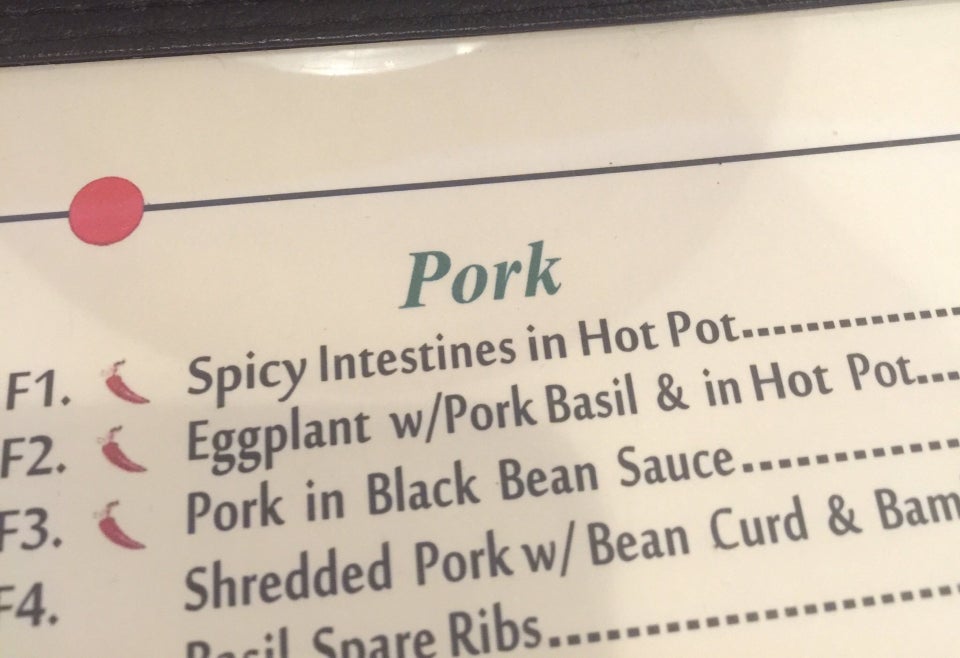 Pork
F1. Spicy Intestines in Hot Pot
F2. Eggplant w/Pork Basil & in Hot Pot
F3. Pork in Black Bean Sauce
F4. Shredded Pork w/ Bean Curd & Bam
Basil Spare Ribs